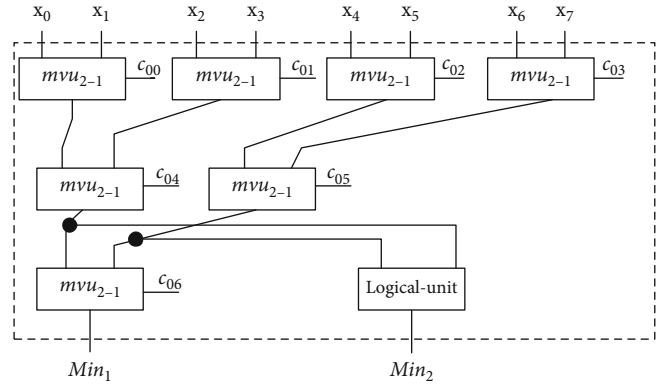 x₀ x₁ x₂ x₃ x₄ x₅ x₆ x₇
mvu₂₋₁ c₀₀ mvu₂₋₁ c₀₁ mvu₂₋₁ c₀₂ mvu₂₋₁ c₀₃
mvu₂₋₁ c₀₄ mvu₂₋₁ c₀₅
mvu₂₋₁ c₀₆ Logical-unit
Min₁ Min₂